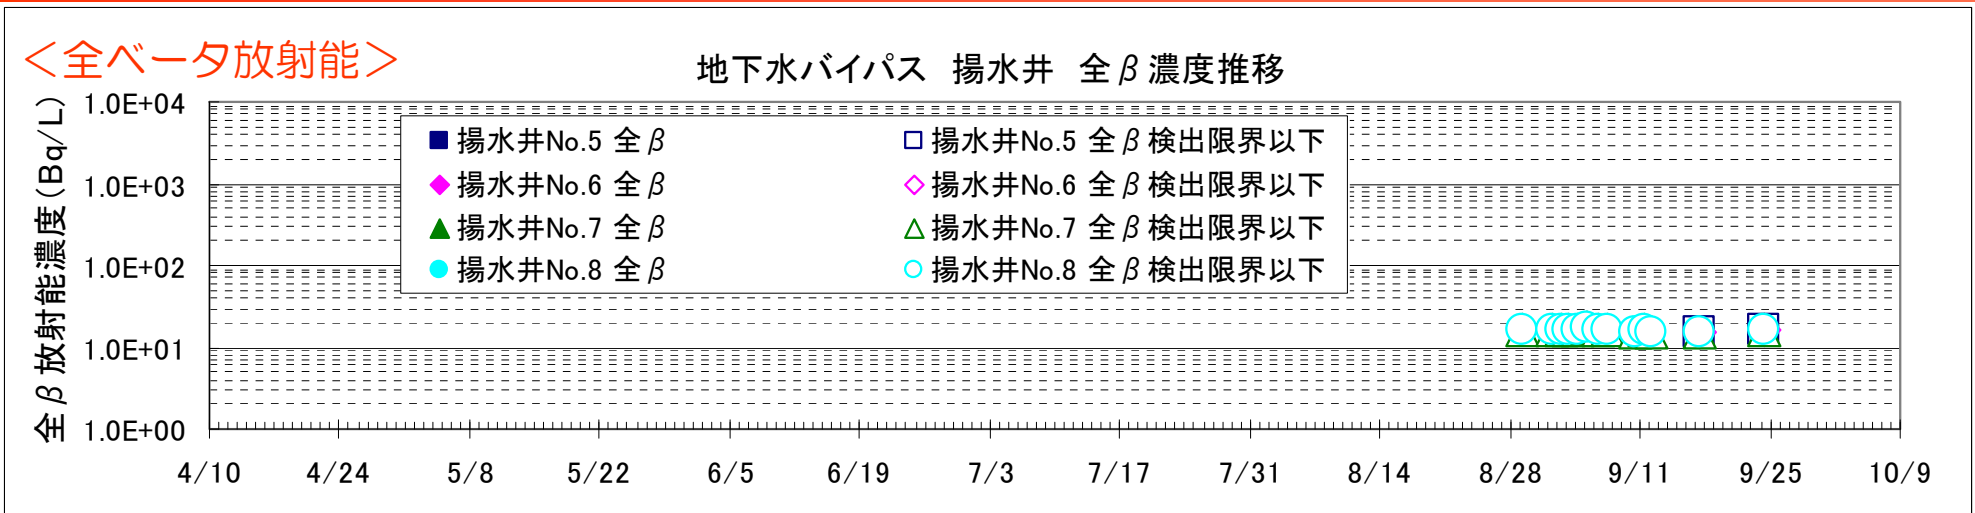 ＜全ベータ放射能＞
地下水バイパス 揚水井 全β濃度推移
全β放射能濃度(Bq/L)
1.0E+04
1.0E+03
1.0E+02
1.0E+01
1.0E+00
揚水井No.5 全β
揚水井No.5 全β検出限界以下
揚水井No.6 全β
揚水井No.6 全β検出限界以下
揚水井No.7 全β
揚水井No.7 全β検出限界以下
揚水井No.8 全β
揚水井No.8 全β検出限界以下
4/10 4/24 5/8 5/22 6/5 6/19 7/3 7/17 7/31 8/14 8/28 9/11 9/25 10/9